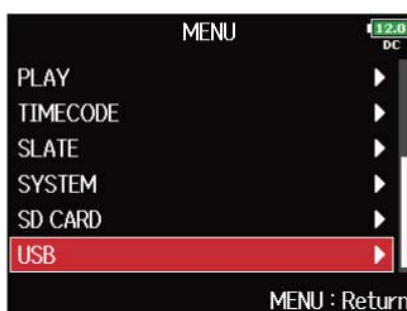 MENU
12.0
DC
PLAY
TIMECODE
SLATE
SYSTEM
SD CARD
USB
MENU : Return